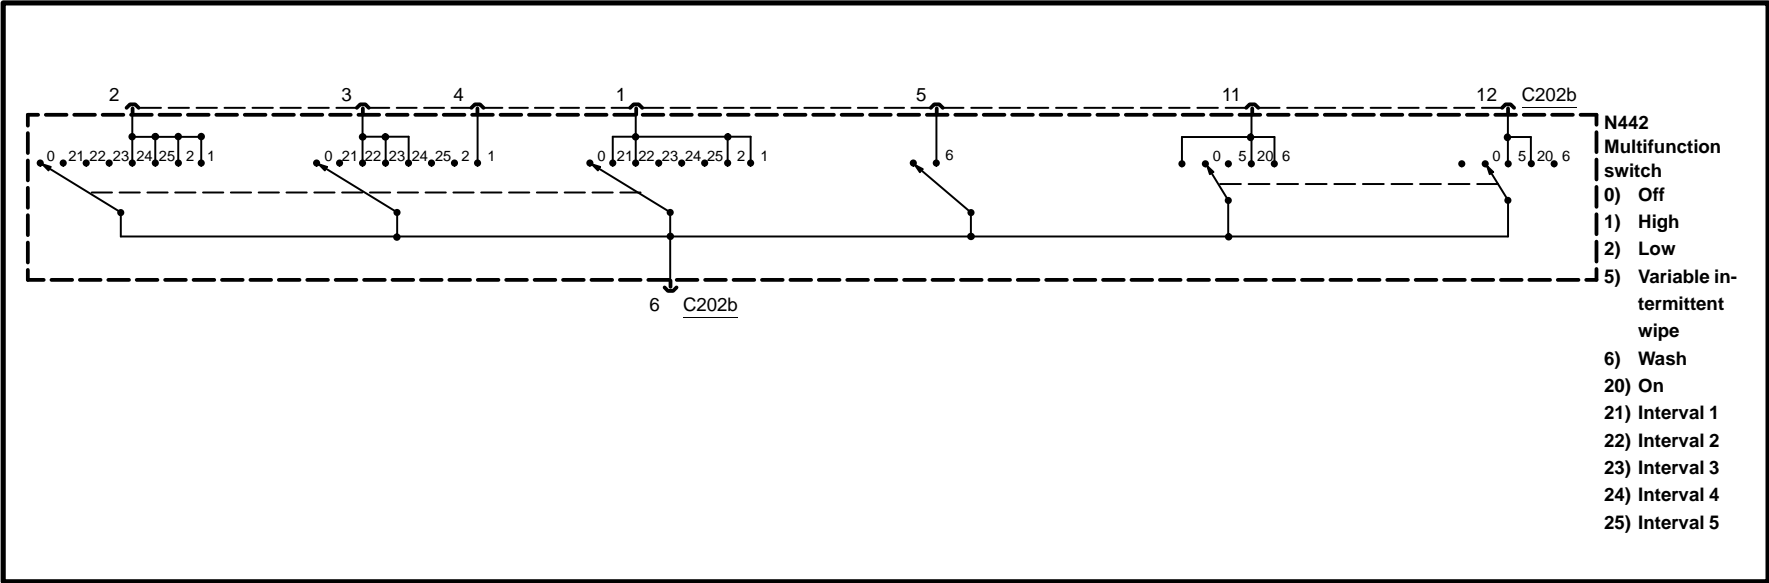 2 3 4 1 5 11 12 C202b
0 21 22 23 24 25 2 1 0 21 22 23 24 25 2 1 0 21 22 23 24 25 2 1 6 0 5 20 6 0 5 20 6
6 C202b
N442
Multifunction
switch
0) Off
1) High
2) Low
5) Variable in-
termittent
wipe
6) Wash
20) On
21) Interval 1
22) Interval 2
23) Interval 3
24) Interval 4
25) Interval 5